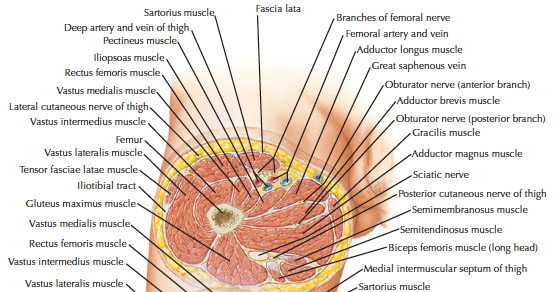 Sartorius muscle
Deep artery and vein of thigh
Pectineus muscle
Iliopsoas muscle
Rectus femoris muscle
Vastus medialis muscle
Lateral cutaneous nerve of thigh
Vastus intermedius muscle
Femur
Vastus lateralis muscle
Tensor fasciae latae muscle
Iliotibial tract
Gluteus maximus muscle
Vastus medialis muscle
Rectus femoris muscle
Vastus intermedius muscle
Vastus lateralis muscle
Fascia lata
Branches of femoral nerve
Femoral artery and vein
Adductor longus muscle
Great saphenous vein
Obturator nerve (anterior branch)
Adductor brevis muscle
Obturator nerve (posterior branch)
Gracilis muscle
Adductor magnus muscle
Sciatic nerve
Posterior cutaneous nerve of thigh
Semimembranosus muscle
Semitendinosus muscle
Biceps femoris muscle (long head)
Medial intermuscular septum of thigh
Sartorius muscle